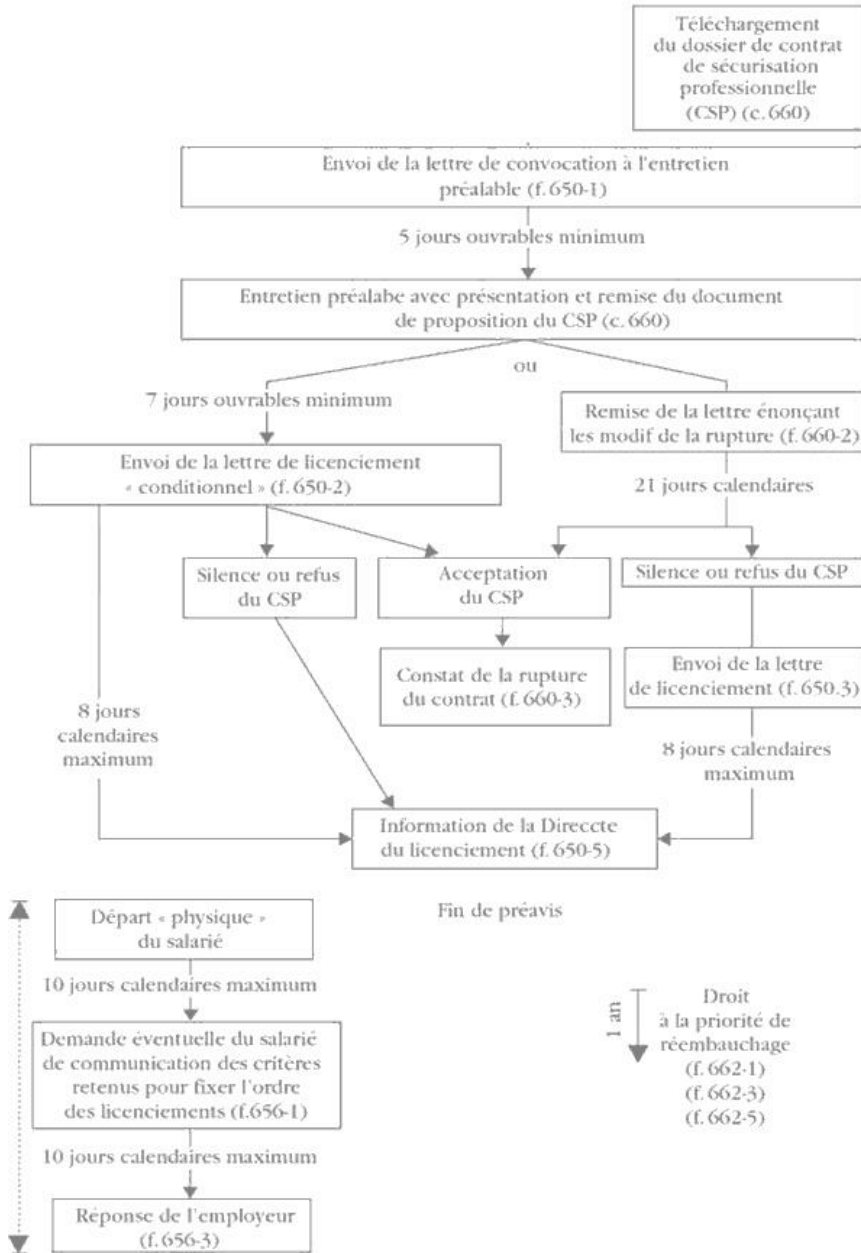 Téléchargement
du dossier de contrat
de sécurisation
professionnelle
(CSP) (c. 660)
Envoi de la lettre de convocation à l'entretien
préalable (f. 650-1)
5 jours ouvrables minimum
Entretien préalabe avec présentation et remise du document
de proposition du CSP (c. 660)
ou
7 jours ouvrables minimum
Remise de la lettre énonçant
les modif de la rupture (f. 660-2)
Envoi de la lettre de licenciement
« conditionnel » (f. 650-2)
21 jours calendaires
Silence ou refus
du CSP
Acceptation
du CSP
Silence ou refus du CSP
Constat de la rupture
du contrat (f. 660-3)
Envoi de la lettre
de licenciement (f. 650.3)
8 jours
calendaires
maximum
8 jours calendaires
maximum
Information de la Direccte
du licenciement (f. 650-5)
Départ « physique »
du salarié
Fin de préavis
10 jours calendaires maximum
1 an
Droit
à la priorité de
réembauchage
(f. 662-1)
(f. 662-3)
(f. 662-5)
Demande éventuelle du salarié
de communication des critères
retenus pour fixer l'ordre
des licenciements (f.656-1)
10 jours calendaires maximum
Réponse de l'employeur
(f. 656-3)